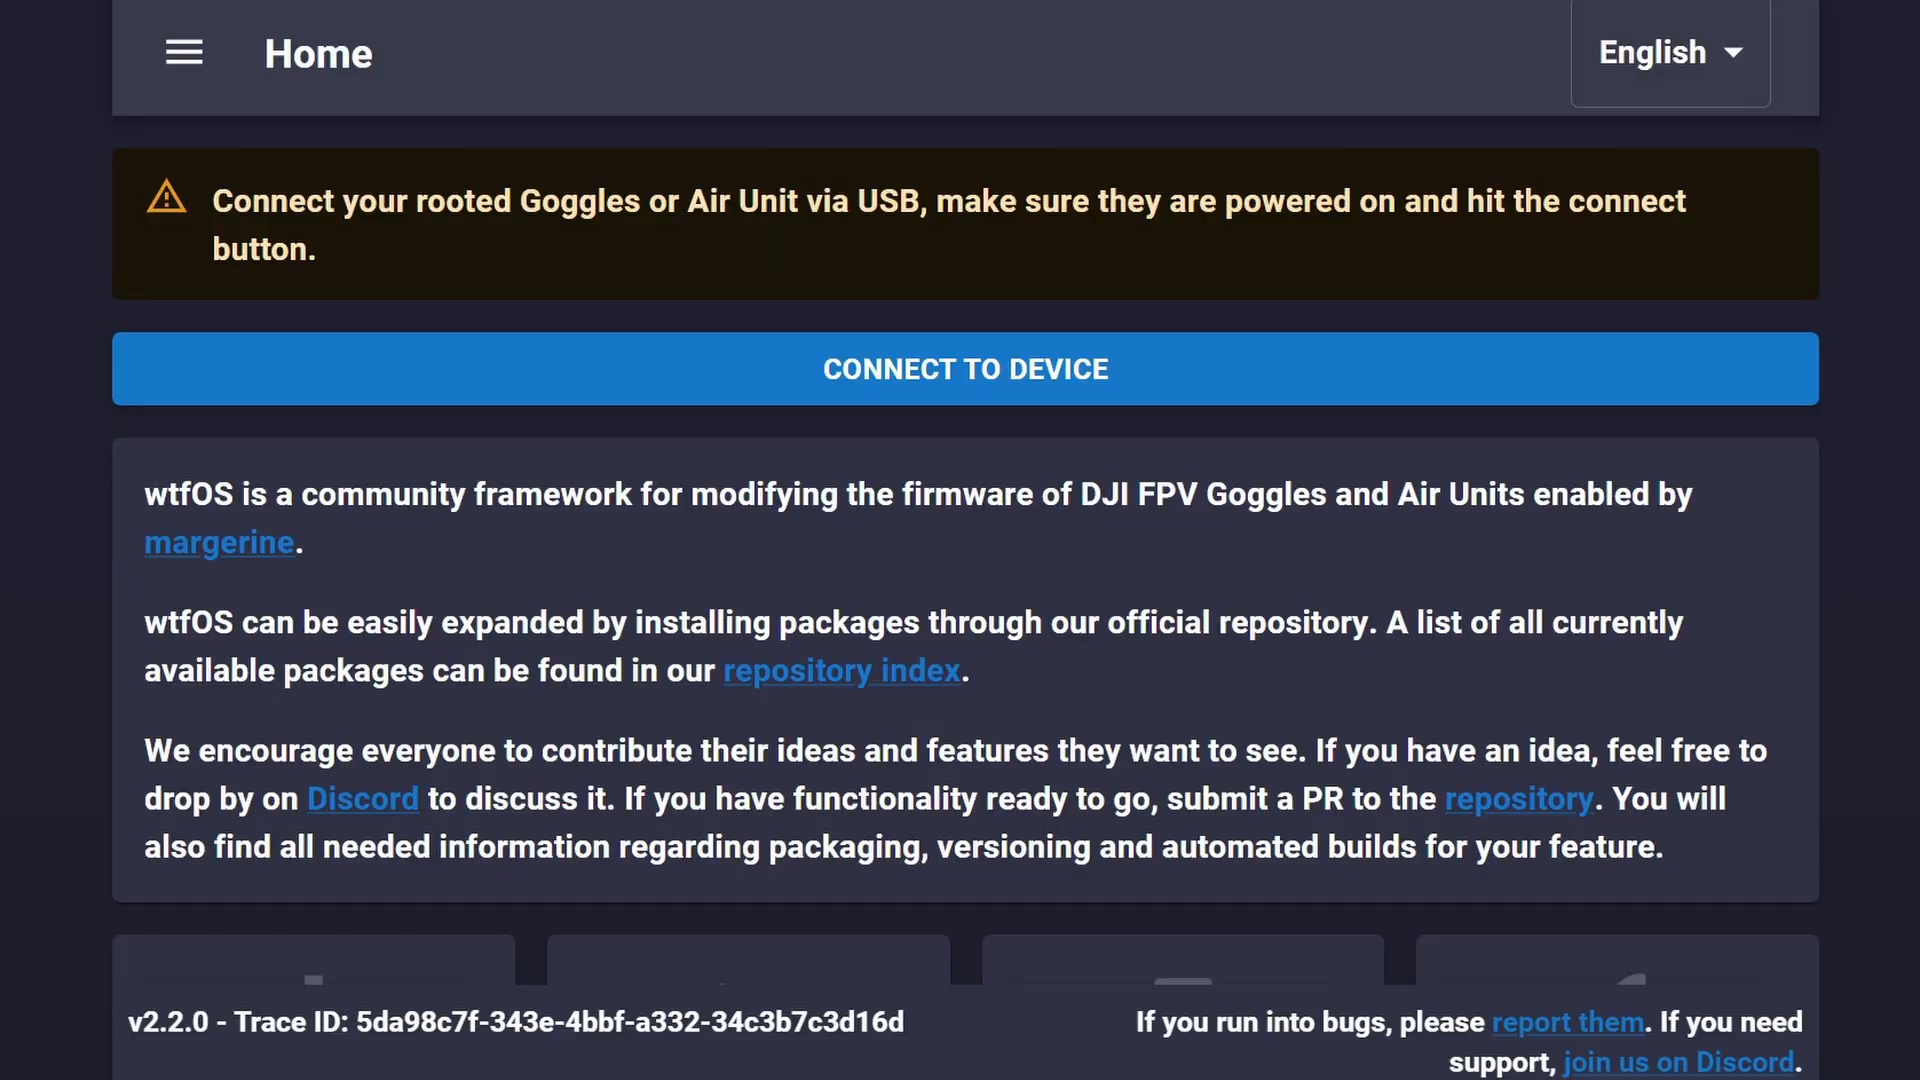 Home
English
Connect your rooted Goggles or Air Unit via USB, make sure they are powered on and hit the connect
button.
CONNECT TO DEVICE
wtfOS is a community framework for modifying the firmware of DJI FPV Goggles and Air Units enabled by
margerine.
wtfOS can be easily expanded by installing packages through our official repository. A list of all currently
available packages can be found in our repository index.
We encourage everyone to contribute their ideas and features they want to see. If you have an idea, feel free to
drop by on Discord to discuss it. If you have functionality ready to go, submit a PR to the repository. You will
also find all needed information regarding packaging, versioning and automated builds for your feature.
v2.2.0 - Trace ID: 5da98c7f-343e-4bbf-a332-34c3b7c3d16d
If you run into bugs, please report them. If you need
support, join us on Discord.